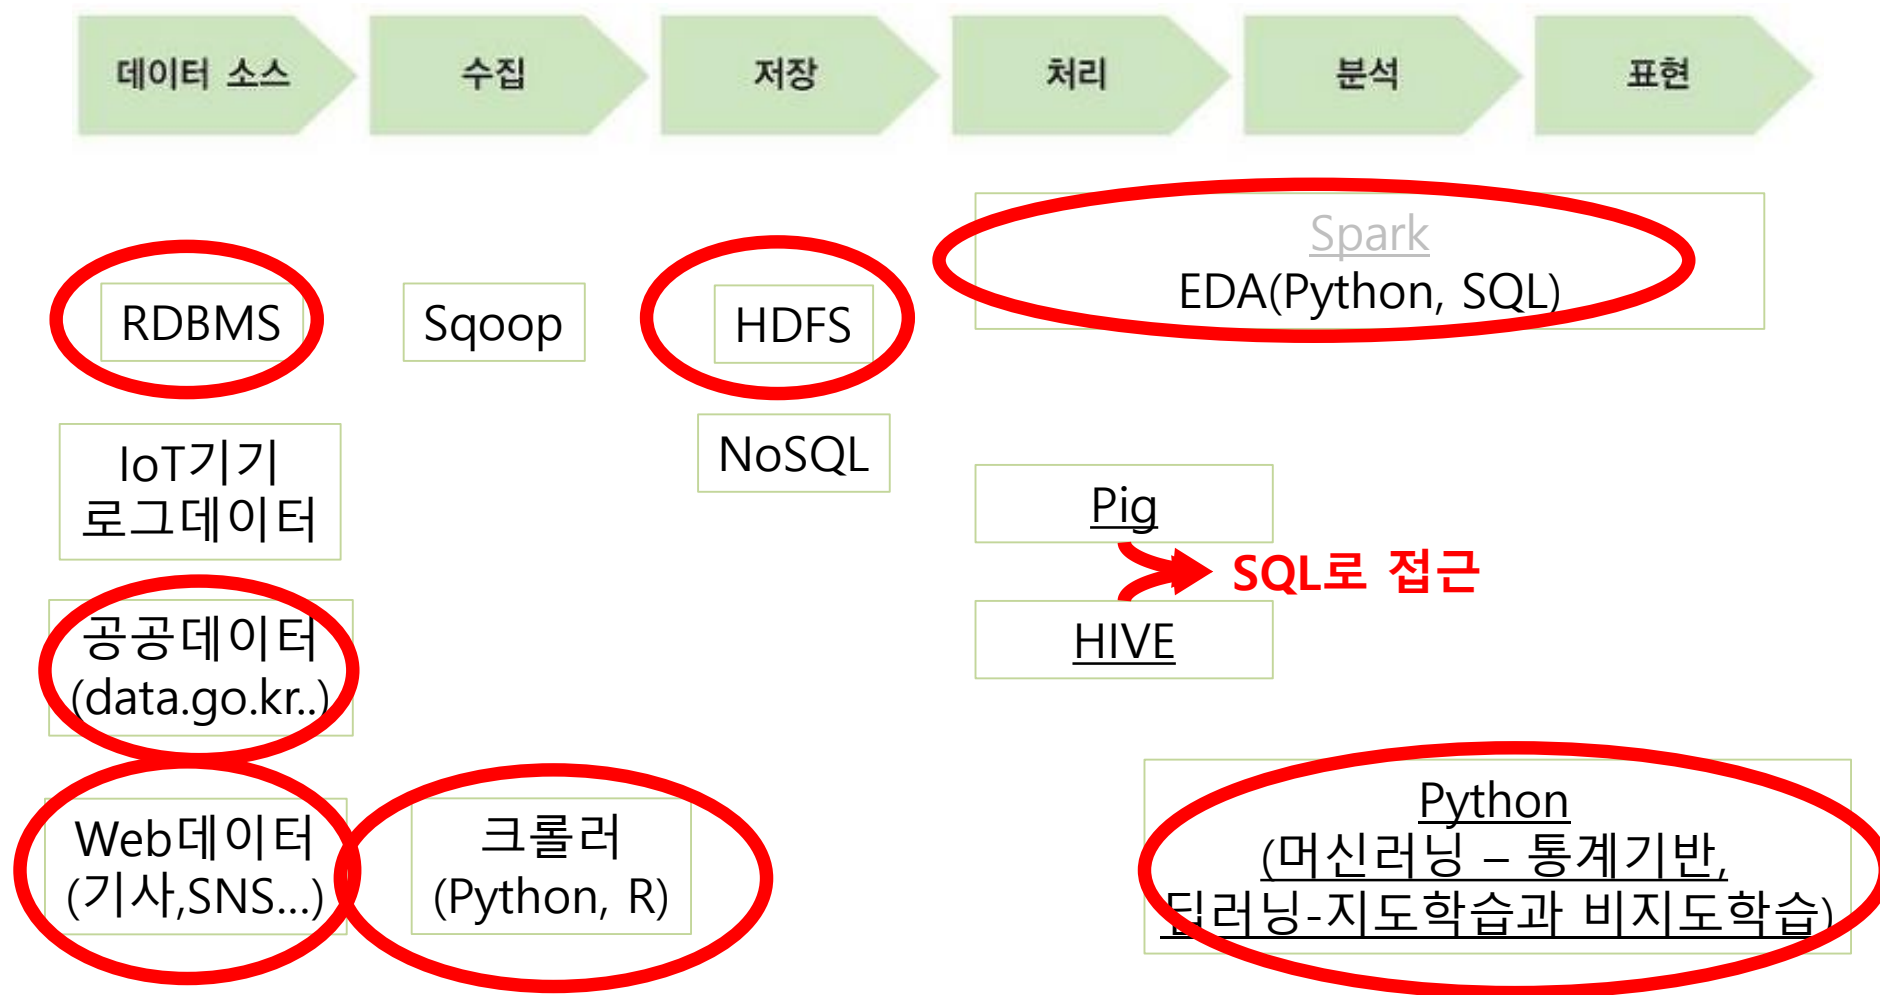 데이터 소스
수집
저장
처리
분석
표현
Spark
EDA(Python, SQL)
RDBMS
Sqoop
HDFS
IoT기기
로그데이터
NoSQL
Pig
SQL로 접근
HIVE
공공데이터
(data.go.kr..)
Web데이터
(기사,SNS...)
크롤러
(Python, R)
Python
(머신러닝 – 통계기반,
딥러닝-지도학습과 비지도학습)